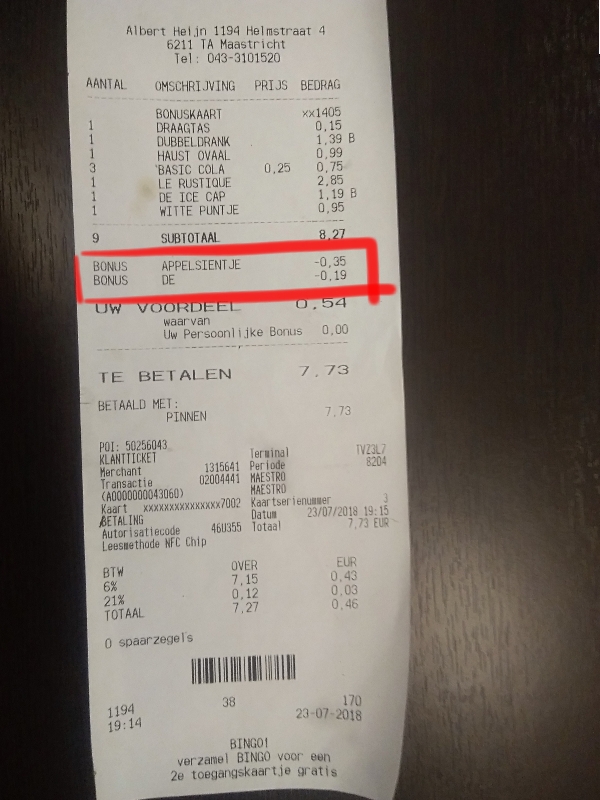 Albert Heijn 1194 Helmstraat 4
6211 TA Maastricht
Tel: 043-3101520
AANTAL OMSCHRIJVING PRIJS BEDRAG
BONUSKAART xx1405
1 DRAAGTAS 0,15
1 DUBBELDRANK 1,39 B
1 HAUST OVAAL 0,99
3 BASIC COLA 0,25 0,75
1 LE RUSTIQUE 2,85
1 DE ICE CAP 1,19 B
1 WITTE PUNTJE 0,95
9 SUBTOTAAL 8,27
BONUS APPELSIENTJE -0,35
BONUS DE -0,19
UW VOORDEEL 0,54
waarvan
Uw Persoonlijke Bonus 0,00
TE BETALEN 7,73
BETAALD MET:
PINNEN 7,73
POI: 50256043
KLANTTICKET Terminal TVZ3L7
Merchant 1315641 Periode 8204
Transactie 02004441 MAESTRO
(A0000000043060) MAESTRO
Kaart xxxxxxxxxxxxxxx7002 Kaartserienummer 3
BETALING Datum 23/07/2018 19:15
Autorisatiecode 46U355 Totaal 7,73 EUR
Leesmethode NFC Chip
BTW OVER EUR
6% 7,15 0,43
21% 0,12 0,03
TOTAAL 7,27 0,46
0 spaarzegels
1194 38 170
19:14 23-07-2018
BINGO!
verzamel BINGO voor een
2e toegangskaartje gratis